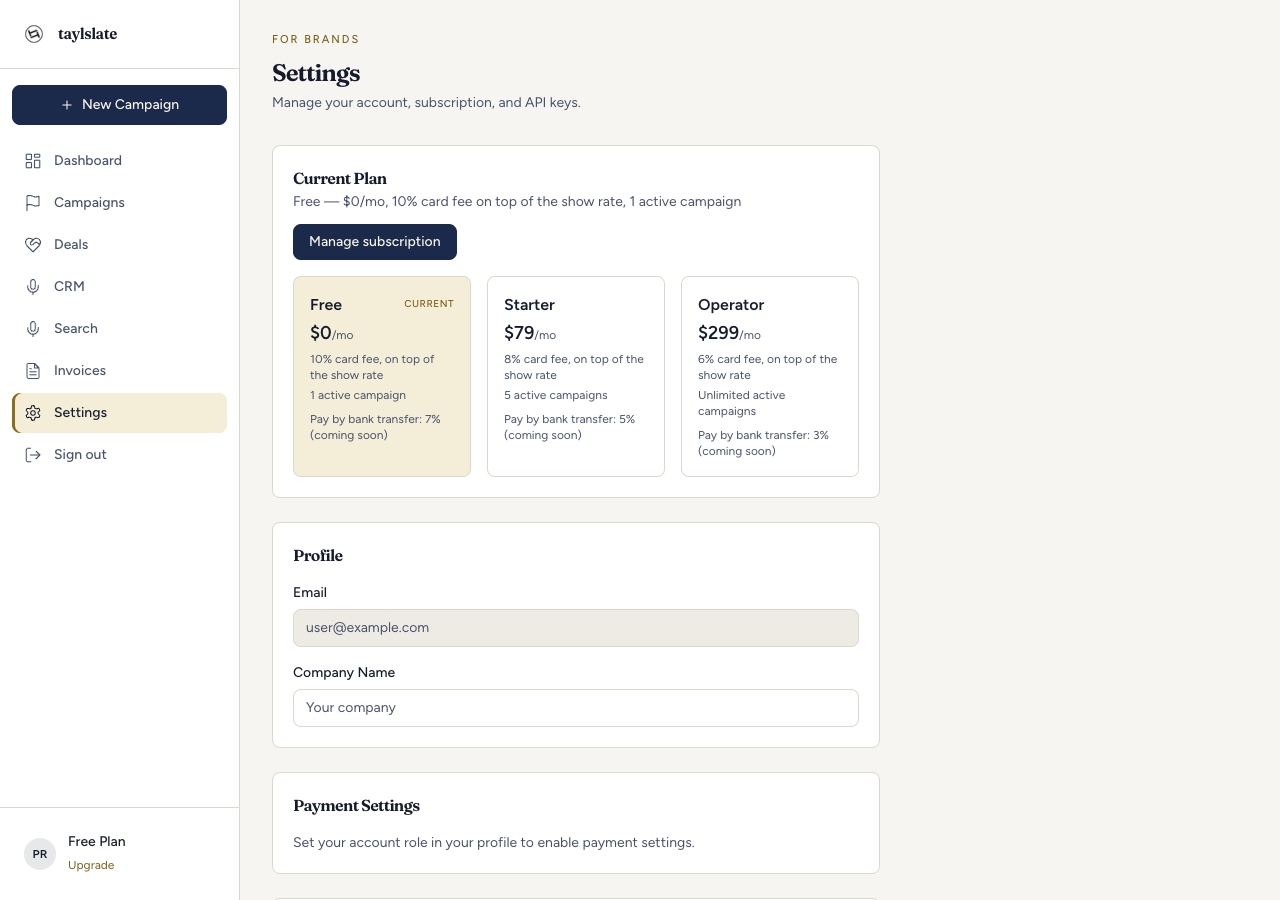 taylslate
New Campaign
Dashboard
Campaigns
Deals
CRM
Search
Invoices
Settings
Sign out
PR
Free Plan
Upgrade
FOR BRANDS
Settings
Manage your account, subscription, and API keys.
Current Plan
Free — $0/mo, 10% card fee on top of the show rate, 1 active campaign
Manage subscription
Free
CURRENT
$0/mo
10% card fee, on top of
the show rate
1 active campaign
Pay by bank transfer: 7%
(coming soon)
Starter
$79/mo
8% card fee, on top of the
show rate
5 active campaigns
Pay by bank transfer: 5%
(coming soon)
Operator
$299/mo
6% card fee, on top of the
show rate
Unlimited active
campaigns
Pay by bank transfer: 3%
(coming soon)
Profile
Email
user@example.com
Company Name
Your company
Payment Settings
Set your account role in your profile to enable payment settings.